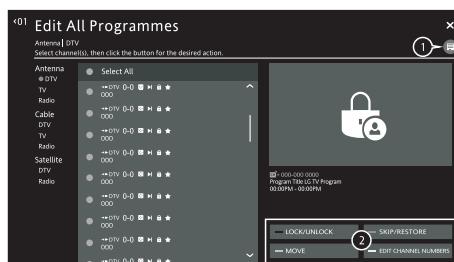 <01 Edit All Programmes ×
Antenna DTV
Select channel(s), then click the button for the desired action.
1
Antenna
DTV
TV
Radio
Cable
DTV
TV
Radio
Satellite
DTV
Radio
Select All
DTV 0-0
000
DTV 0-0
000
DTV 0-0
000
DTV 0-0
000
DTV 0-0
000
DTV 0-0
000
DTV 0-0
000
DTV 0-0
000
DTV 0-0
000-000 0000
Program Title LG TV Program
00:00PM - 00:00PM
LOCK/UNLOCK
SKIP/RESTORE
2
MOVE
EDIT CHANNEL NUMBERS